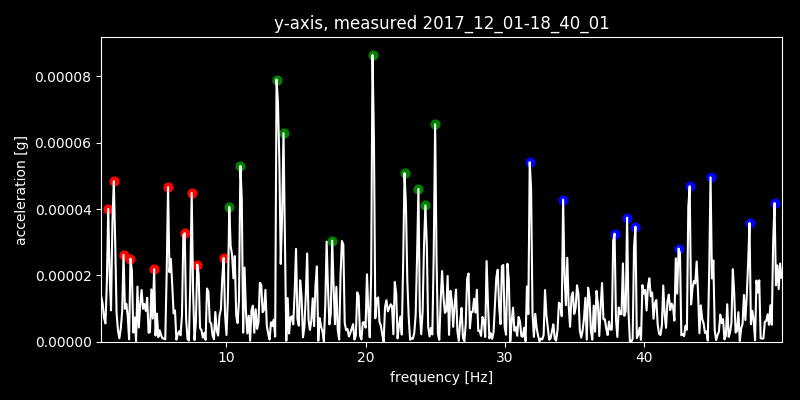 y-axis, measured 2017_12_01-18_40_01
acceleration [g]
0.00008
0.00006
0.00004
0.00002
0.00000
10 20 30 40
frequency [Hz]